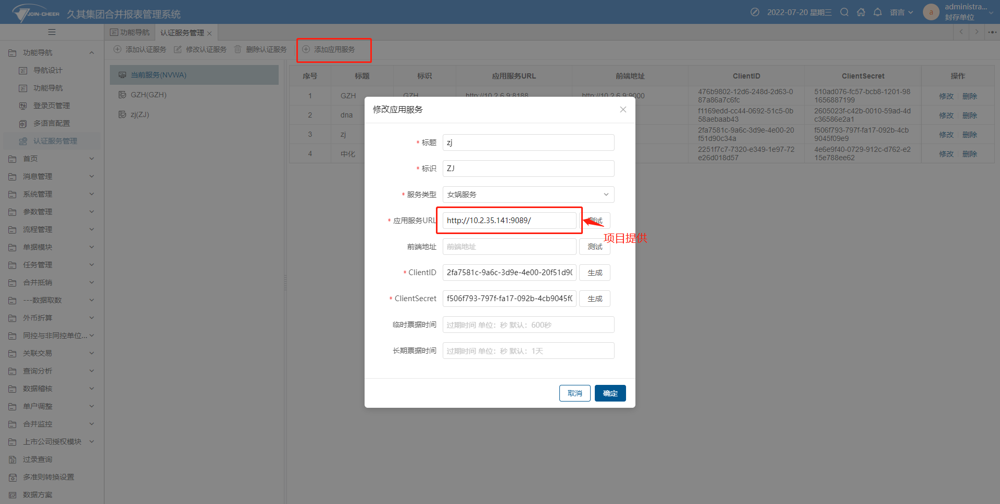 JOIN-CHEER 久其集团合并报表管理系统
2022-07-20 星期三 语言 a administra... 封存单位
功能导航 认证服务管理
添加认证服务 修改认证服务 删除认证服务 添加应用服务
功能导航
导航设计
功能导航
登录页管理
多语言配置
认证服务管理
首页
消息管理
系统管理
参数管理
流程管理
单据模块
任务管理
合并抵销
---数据取数
外币折算
同控与非同控单位...
关联交易
查询分析
数据稽核
单户调整
合并监控
上市公司授权模块
过录查询
多准则转换设置
数据方案
当前服务(NVWA)
GZH(GZH)
zj(ZJ)
序号 标题 标识 应用服务URL 前端地址 ClientID ClientSecret 操作
1 GZH GZH http://10.2.6.9:8188 http://10.2.6.9:9000 476b9802-12d6-248d-2d63-0 510ad076-fc57-bcb8-1201-98 修改 删除
87a86a7c6fc 1656887199
2 dna f1169edd-cc44-0692-51c5-0b 2605023f-c42b-0010-59ad-4d 修改 删除
58aebaab43 c36586e2a1
3 zj 2fa7581c-9a6c-3d9e-4e00-20 f506f793-797f-fa17-092b-4cb 修改 删除
f51d90c34a 9045f09e9
4 中化 2251f7c7-7320-e349-1e97-72 4e6e9f40-0729-912c-d762-e2 修改 删除
e26d018d57 15e788ee62
修改应用服务
* 标题 zj
* 标识 ZJ
* 服务类型 女娲服务
* 应用服务URL http://10.2.35.141:9089/ 测试
项目提供
前端地址 前端地址 测试
* ClientID 2fa7581c-9a6c-3d9e-4e00-20f51d90 生成
* ClientSecret f506f793-797f-fa17-092b-4cb9045f0 生成
临时票据时间 过期时间 单位：秒 默认：600秒
长期票据时间 过期时间 单位：秒 默认：1天
取消 确定